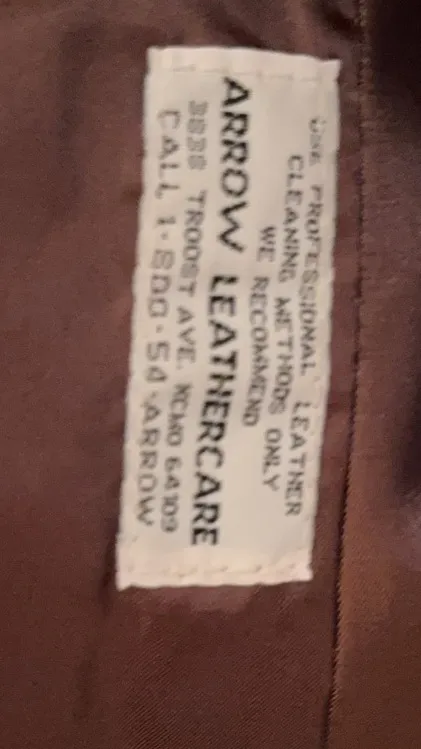 USE PROFESSIONAL LEATHER
CLEANING METHODS ONLY
WE RECOMMEND
ARROW LEATHERCARE
3838 TROOST AVE. KCMO 64109
CALL 1-800-54-ARROW